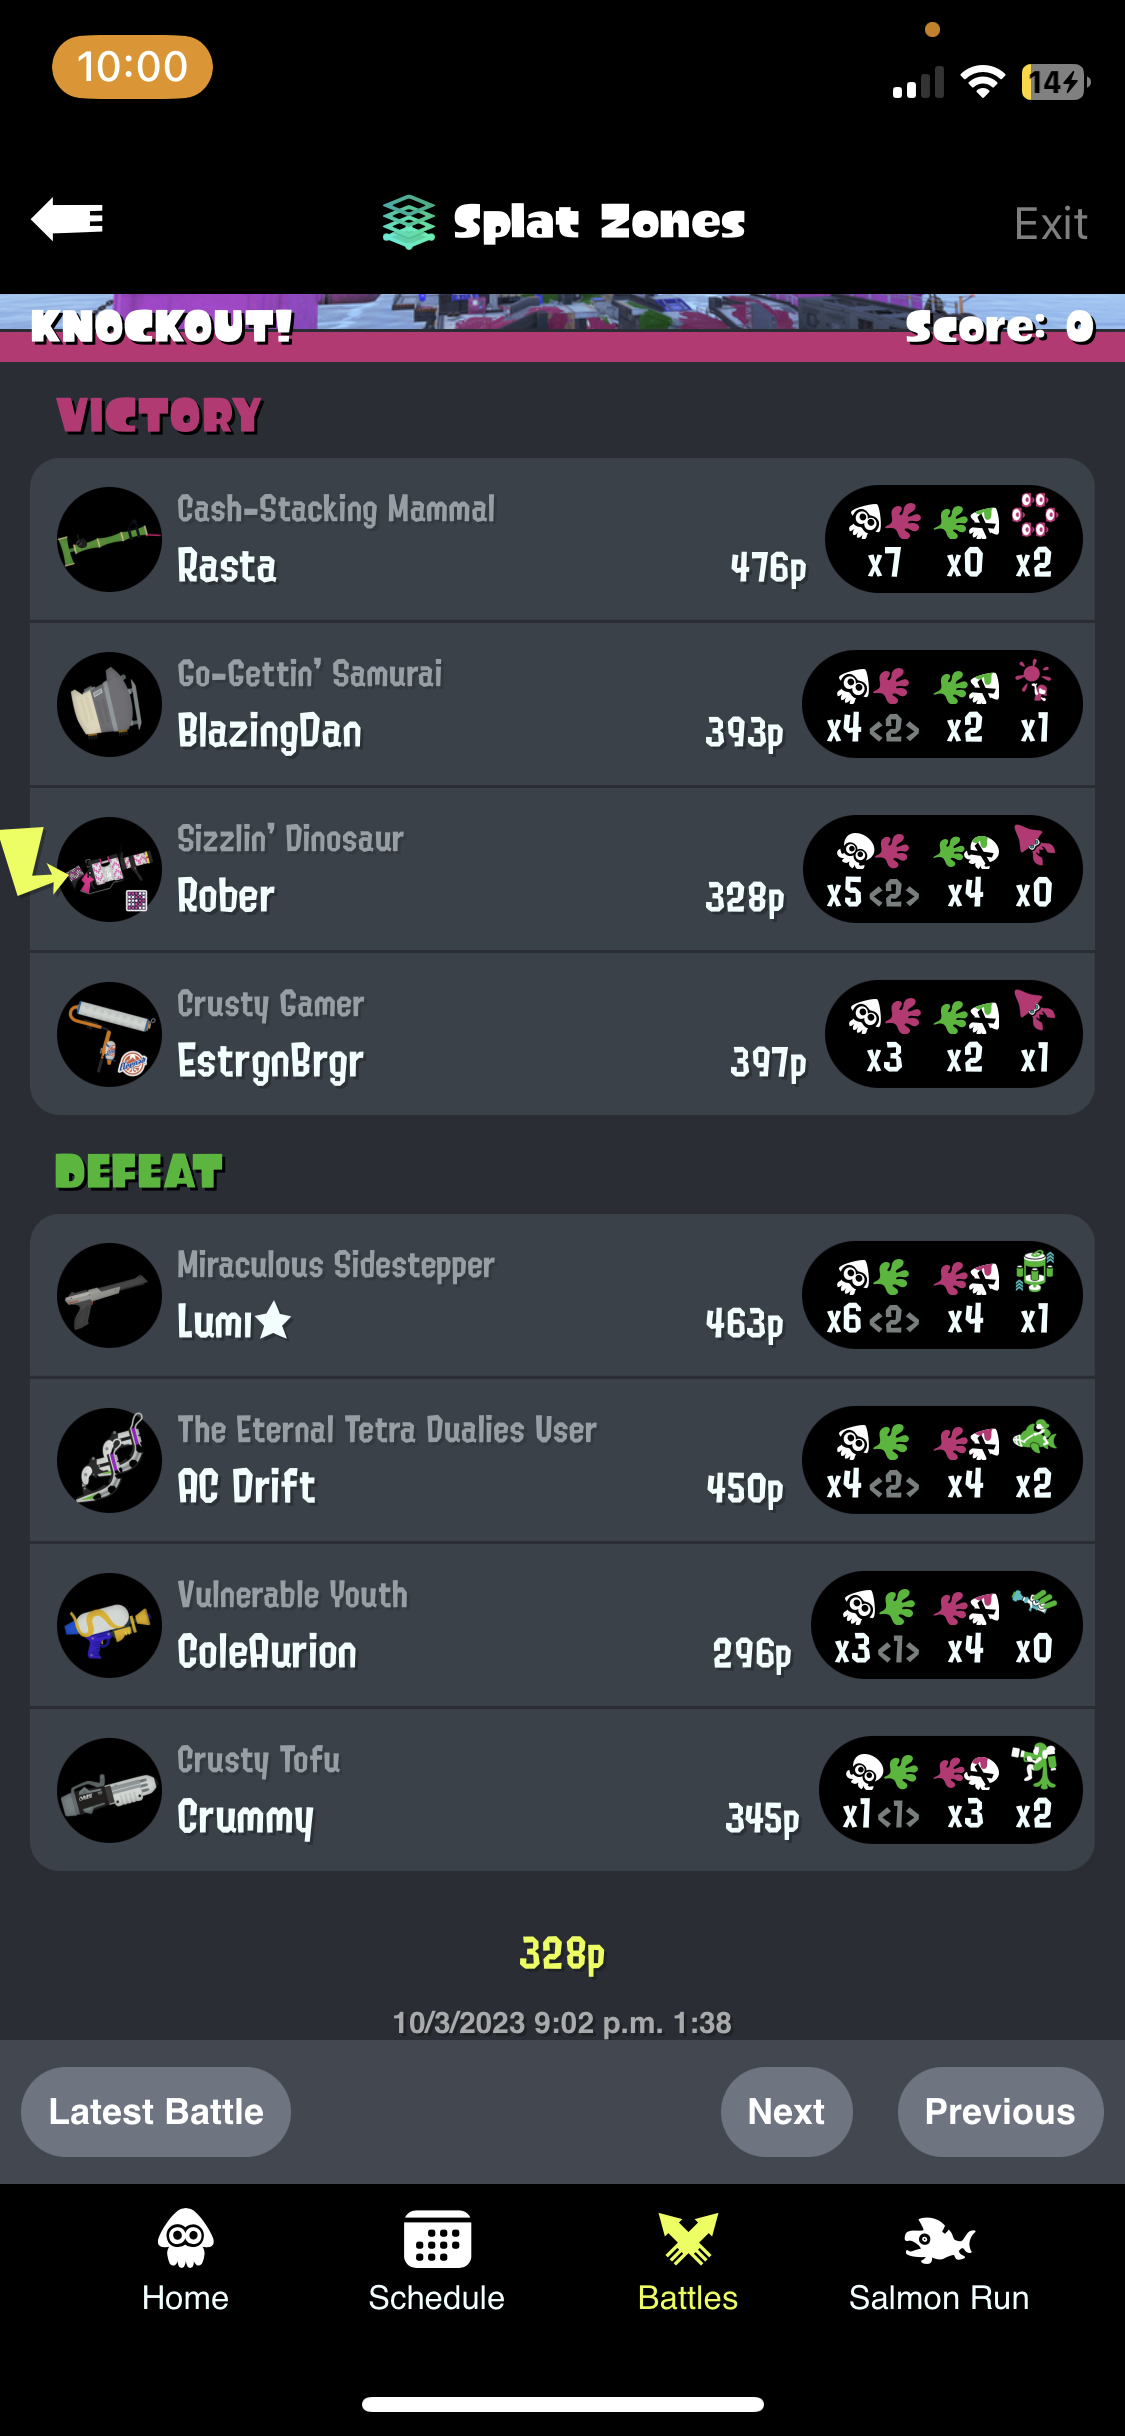 10:00
14
Splat Zones
Exit
KNOCKOUT!
Score: 0
VICTORY
Cash-Stacking Mammal
Rasta
476p
x7
x0
x2
Go-Gettin' Samurai
BlazingDan
393p
x4 <2>
x2
x1
Sizzlin' Dinosaur
Rober
328p
x5 <2>
x4
x0
Crusty Gamer
EstrgnBrgr
397p
x3
x2
x1
DEFEAT
Miraculous Sidestepper
Lumi★
463p
x6 <2>
x4
x1
The Eternal Tetra Dualies User
AC Drift
450p
x4 <2>
x4
x2
Vulnerable Youth
ColeAurion
296p
x3 <1>
x4
x0
Crusty Tofu
Crummy
345p
x1 <1>
x3
x2
328p
10/3/2023 9:02 p.m. 1:38
Latest Battle
Next
Previous
Home
Schedule
Battles
Salmon Run